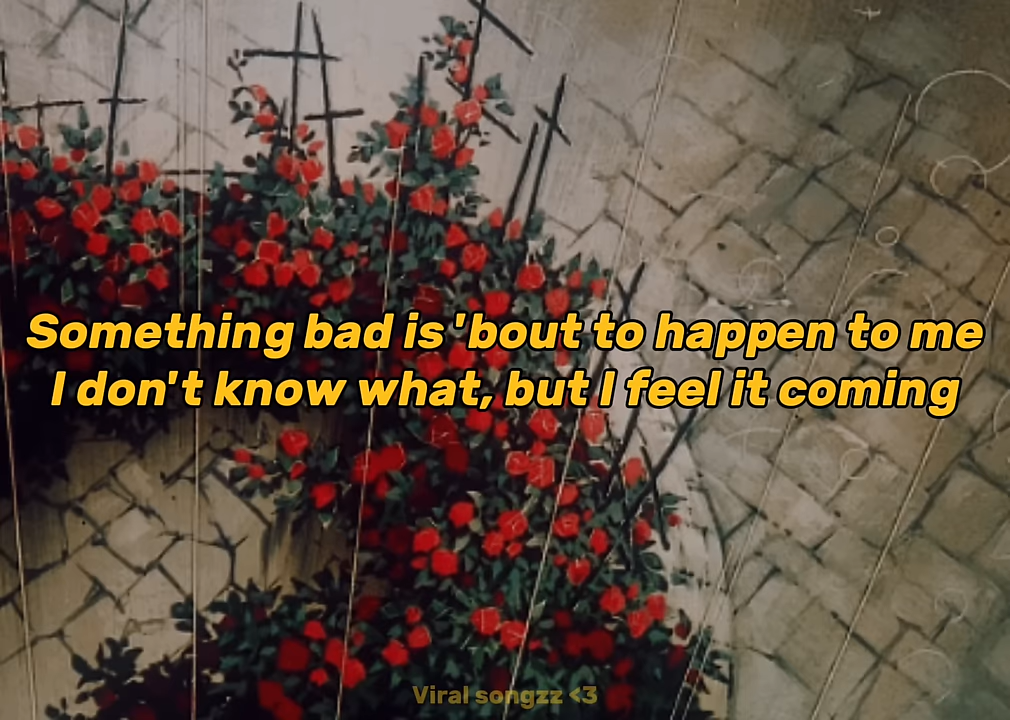 Something bad is 'bout to happen to me
I don't know what, but I feel it coming
Viral songzz <3